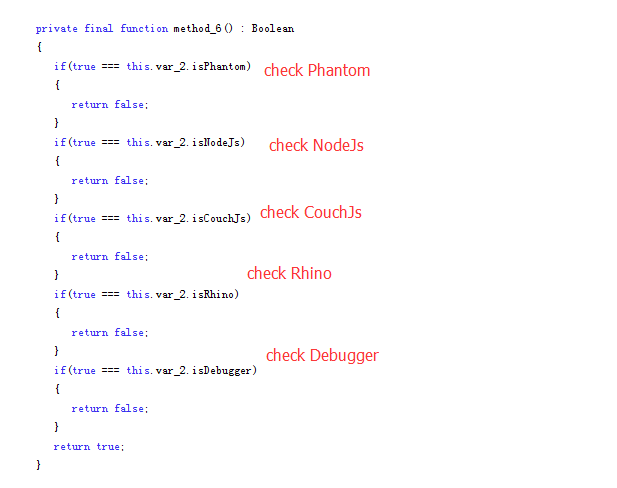 private final function method_6() : Boolean
{
if(true === this.var_2.isPhantom) check Phantom
{
return false;
}
if(true === this.var_2.isNodeJs) check NodeJs
{
return false;
}
if(true === this.var_2.isCouchJs) check CouchJs
{
return false;
}
check Rhino
if(true === this.var_2.isRhino)
{
return false;
}
check Debugger
if(true === this.var_2.isDebugger)
{
return false;
}
return true;
}